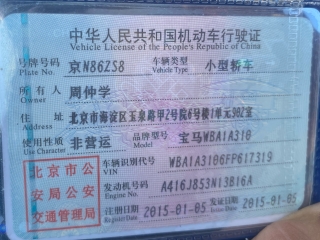 中华人民共和国机动车行驶证
Vehicle License of the People's Republic of China
号牌号码 京N86ZS8 车辆类型 小型轿车
Plate No. Vehicle Type
所有人 周仲学
Owner
住址 北京市海淀区玉泉路甲2号院6号楼1单元902室
Address
使用性质 非营运 品牌型号 宝马WBA1A310
Use Character Model
北京市公
安局公安
交通管理局
车辆识别代号 WBA1A3106FP617319
VIN
发动机号码 A416J853N13B16A
Engine No.
注册日期 2015-01-05 发证日期 2015-01-05
Register Date Issue Date